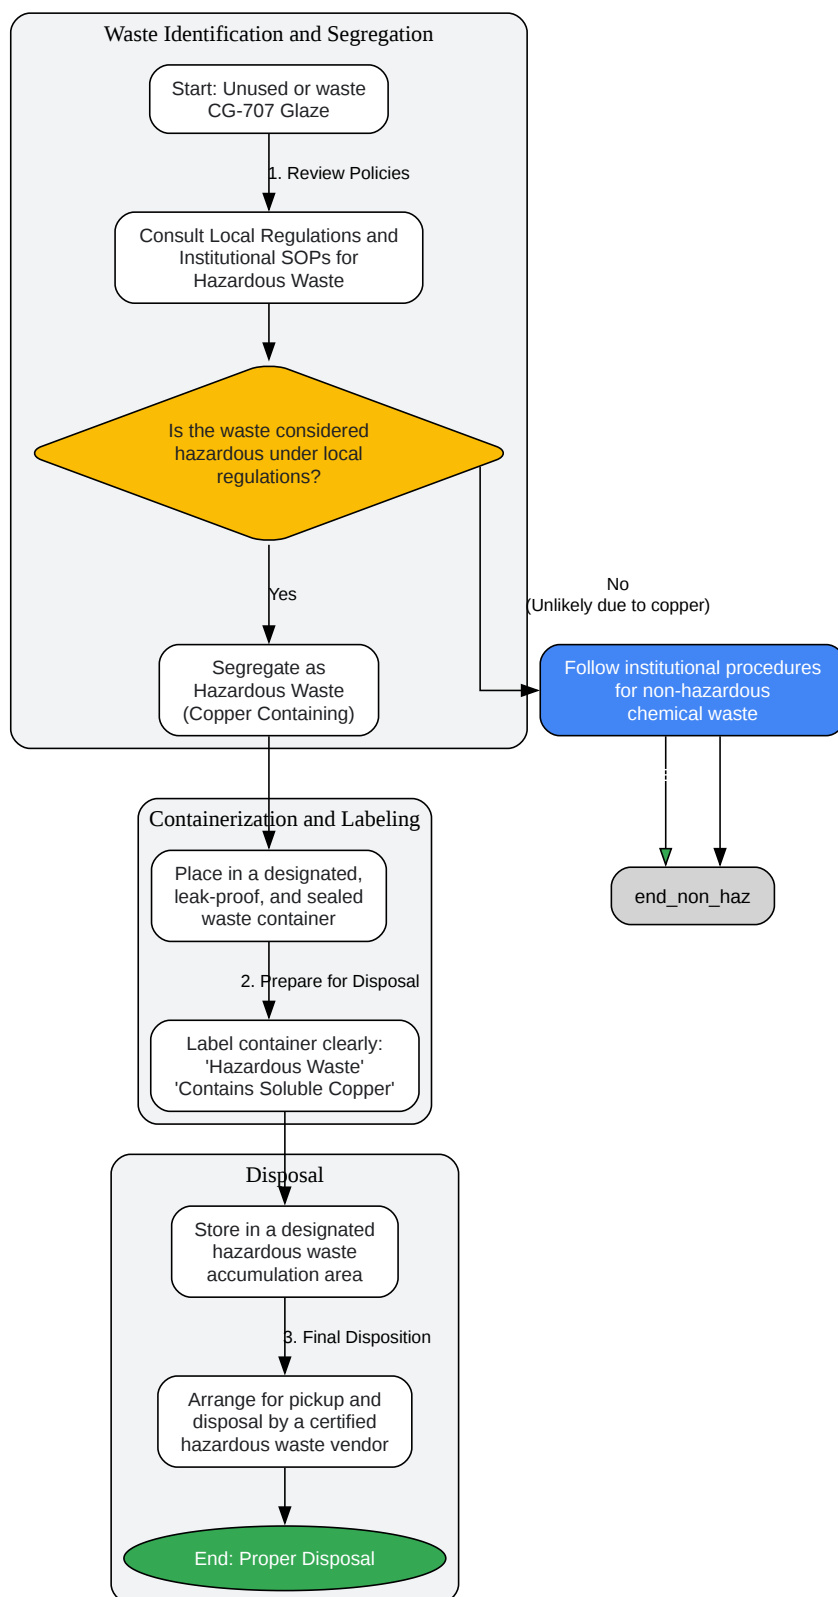 Waste Identification and Segregation
Start: Unused or waste
CG-707 Glaze
1. Review Policies
Consult Local Regulations and
Institutional SOPs for
Hazardous Waste
Is the waste considered
hazardous under local
regulations?
Yes
No
(Unlikely due to copper)
Segregate as
Hazardous Waste
(Copper Containing)
Follow institutional procedures
for non-hazardous
chemical waste
Containerization and Labeling
Place in a designated,
leak-proof, and sealed
waste container
end_non_haz
2. Prepare for Disposal
Label container clearly:
'Hazardous Waste'
'Contains Soluble Copper'
Disposal
Store in a designated
hazardous waste
accumulation area
3. Final Disposition
Arrange for pickup and
disposal by a certified
hazardous waste vendor
End: Proper Disposal